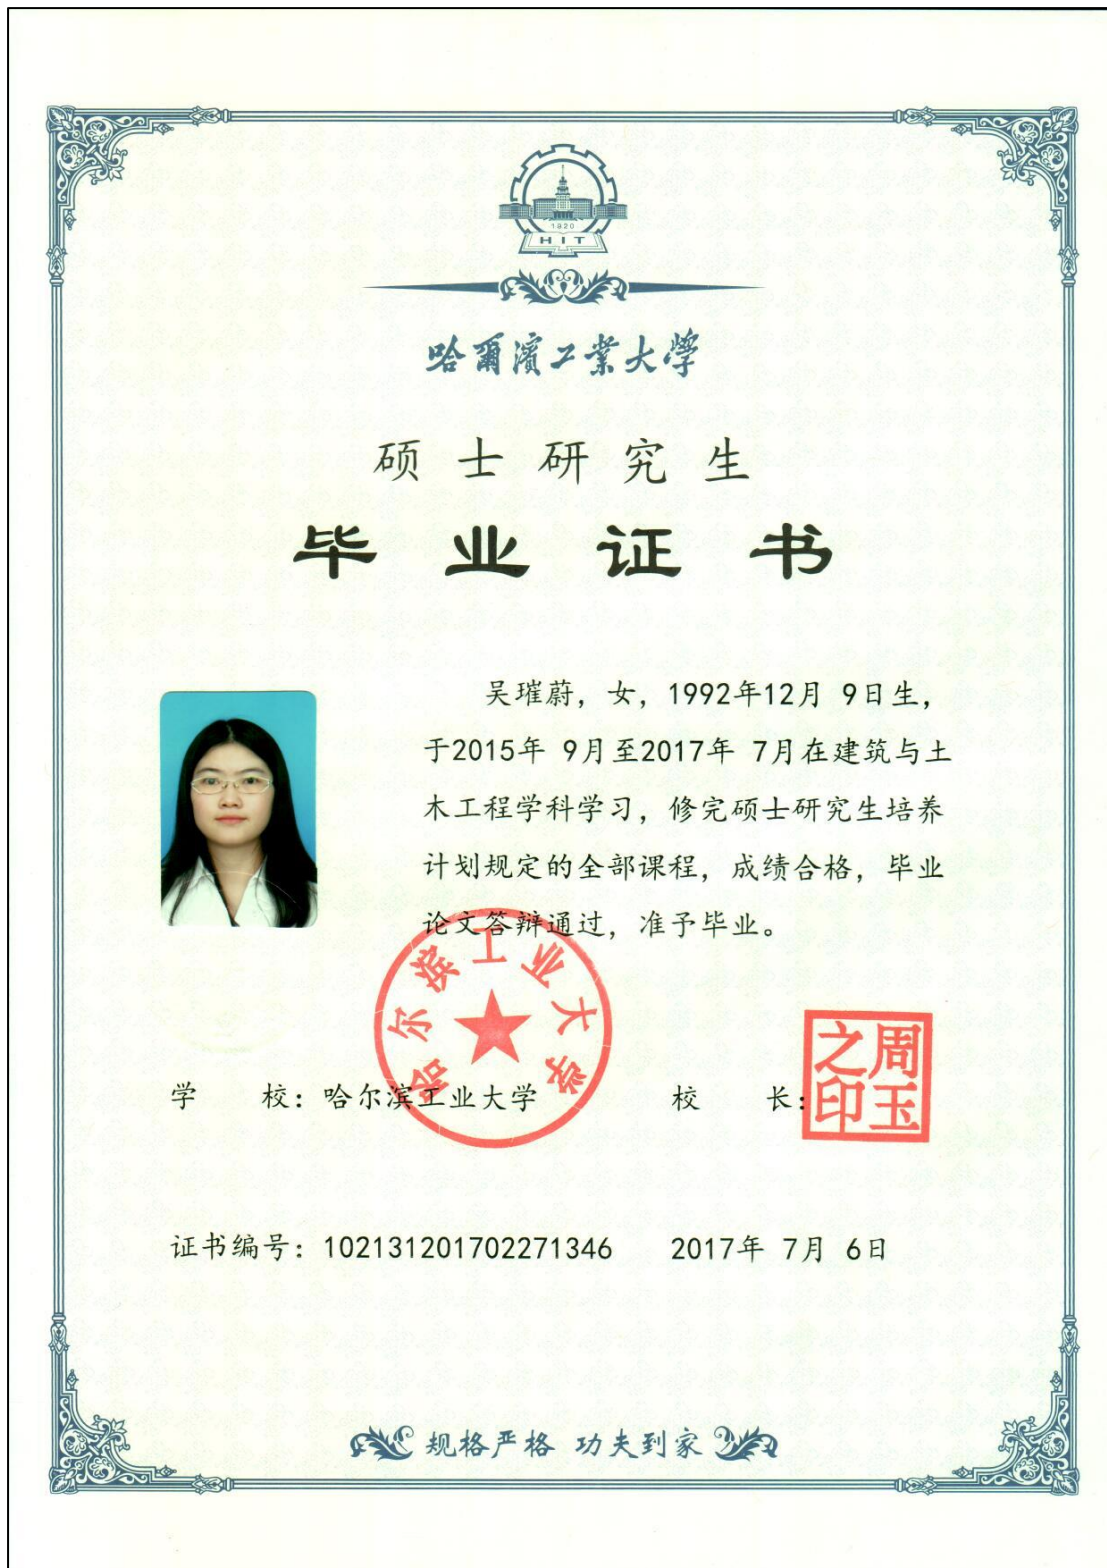 1920
HIT
哈爾濱工業大學
硕士研究生
毕业证书
吴璀蔚，女，1992年12月 9日生，
于2015年 9月至2017年 7月在建筑与土
木工程学科学习，修完硕士研究生培养
计划规定的全部课程，成绩合格，毕业
论文答辩通过，准予毕业。
哈尔滨工业大学
学 校：哈尔滨工业大学
校 长：
周玉之印
证书编号：102131201702271346
2017年 7月 6日
规格严格 功夫到家